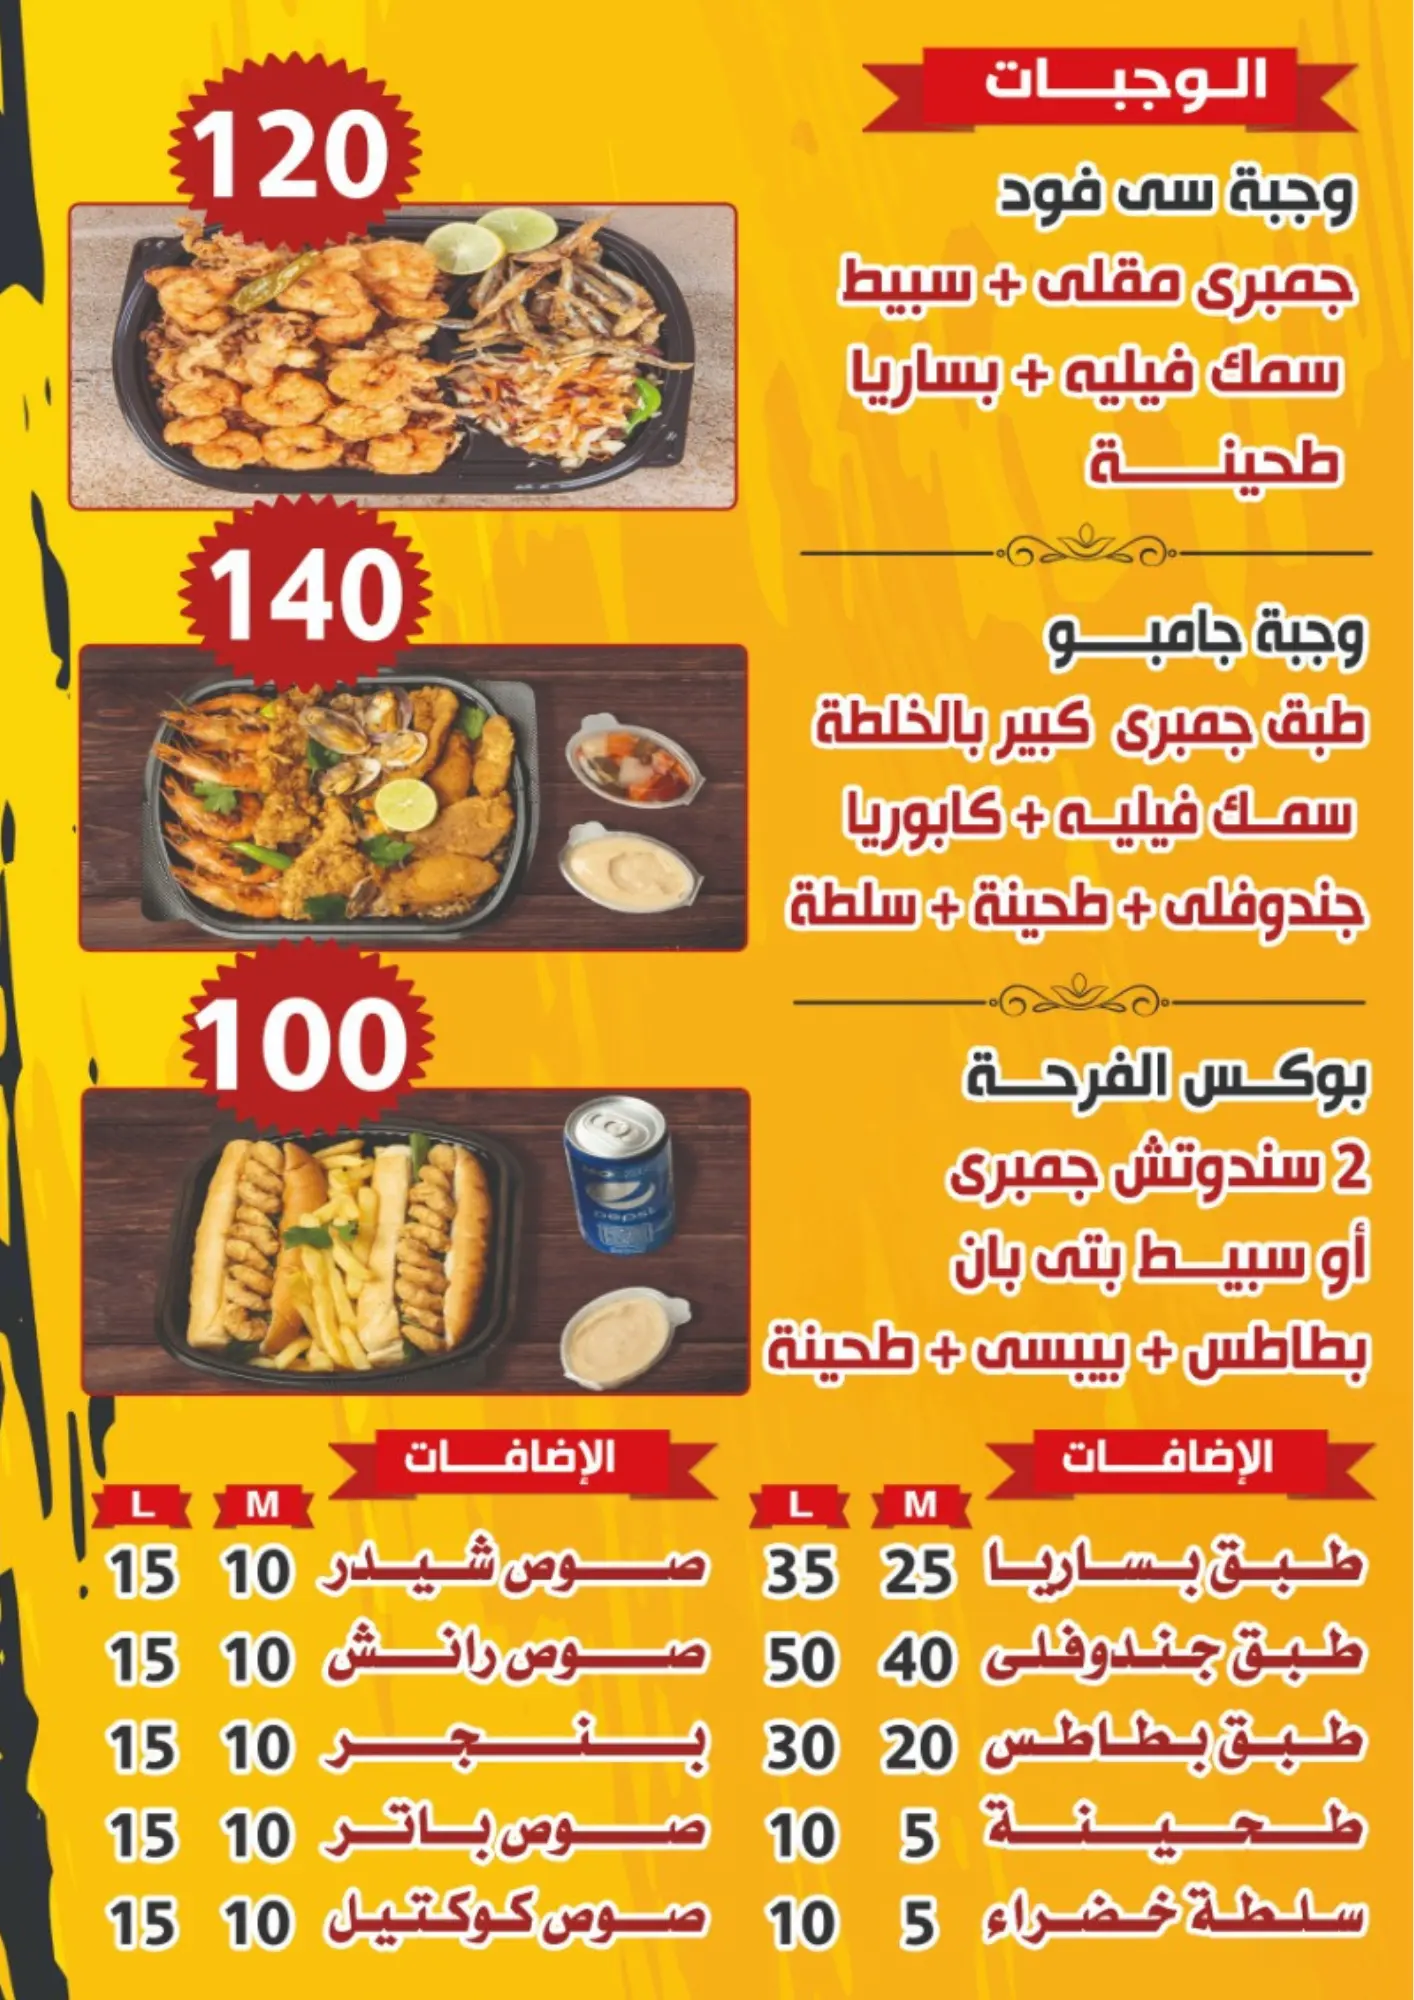 الوجبات
120
وجبة سى فود
جمبرى مقلى + سبيط
سمك فيليه + بساريا
طحينة
140
وجبة جامبو
طبق جمبرى كبير بالخلطة
سمك فيليه + كابوريا
جندوفلى + طحينة + سلطة
100
بوكس الفرحة
2 سندوتش جمبرى
أو سبيط بتى بان
بطاطس + بيبسى + طحينة
pepsi
الإضافات M L
طبق بساريا 25 35
طبق جندوفلى 40 50
طبق بطاطس 20 30
طحينة 5 10
سلطة خضراء 5 10
الإضافات M L
صوص شيدر 10 15
صوص رانش 10 15
بنجر 10 15
صوص باتر 10 15
صوص كوكتيل 10 15